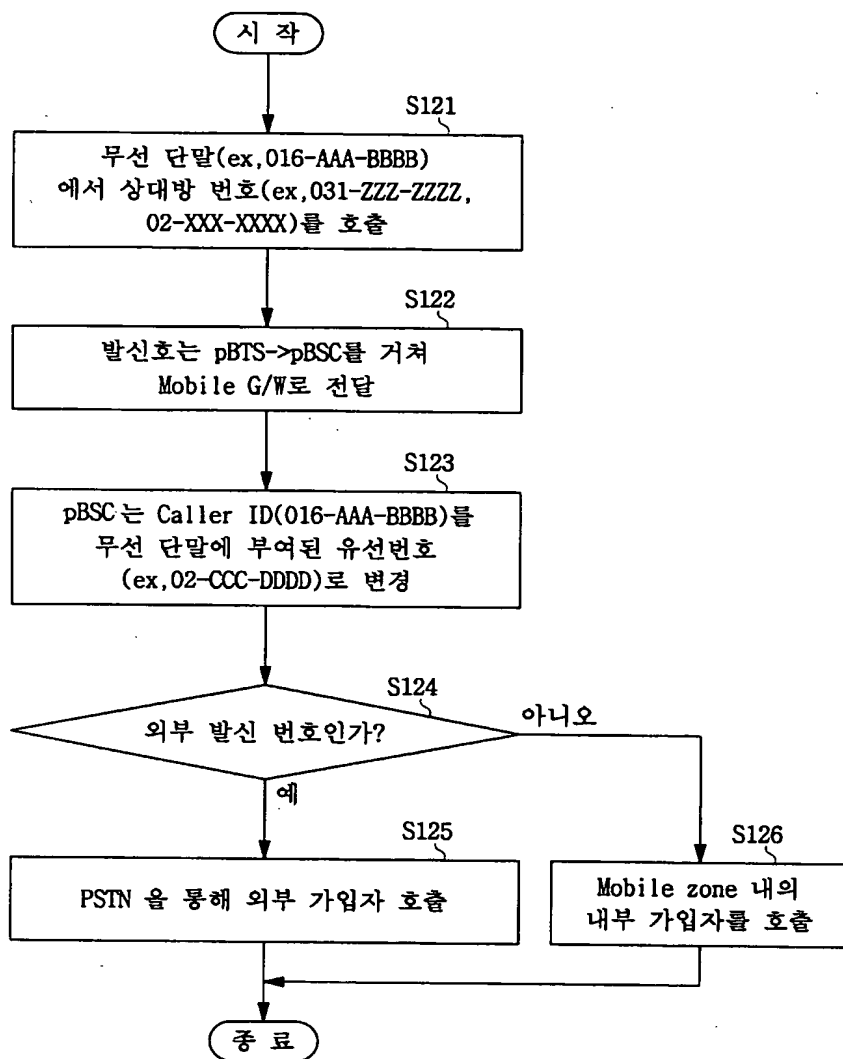 시 작
S121
무선 단말(ex,016-AAA-BBBB)
에서 상대방 번호(ex,031-ZZZ-ZZZZ,
02-XXX-XXXX)를 호출
S122
발신호는 pBTS->pBSC를 거쳐
Mobile G/W로 전달
S123
pBSC는 Caller ID(016-AAA-BBBB)를
무선 단말에 부여된 유선번호
(ex,02-CCC-DDDD)로 변경
S124
외부 발신 번호인가?
아니오
예
S125
PSTN 을 통해 외부 가입자 호출
S126
Mobile zone 내의
내부 가입자를 호출
종 료